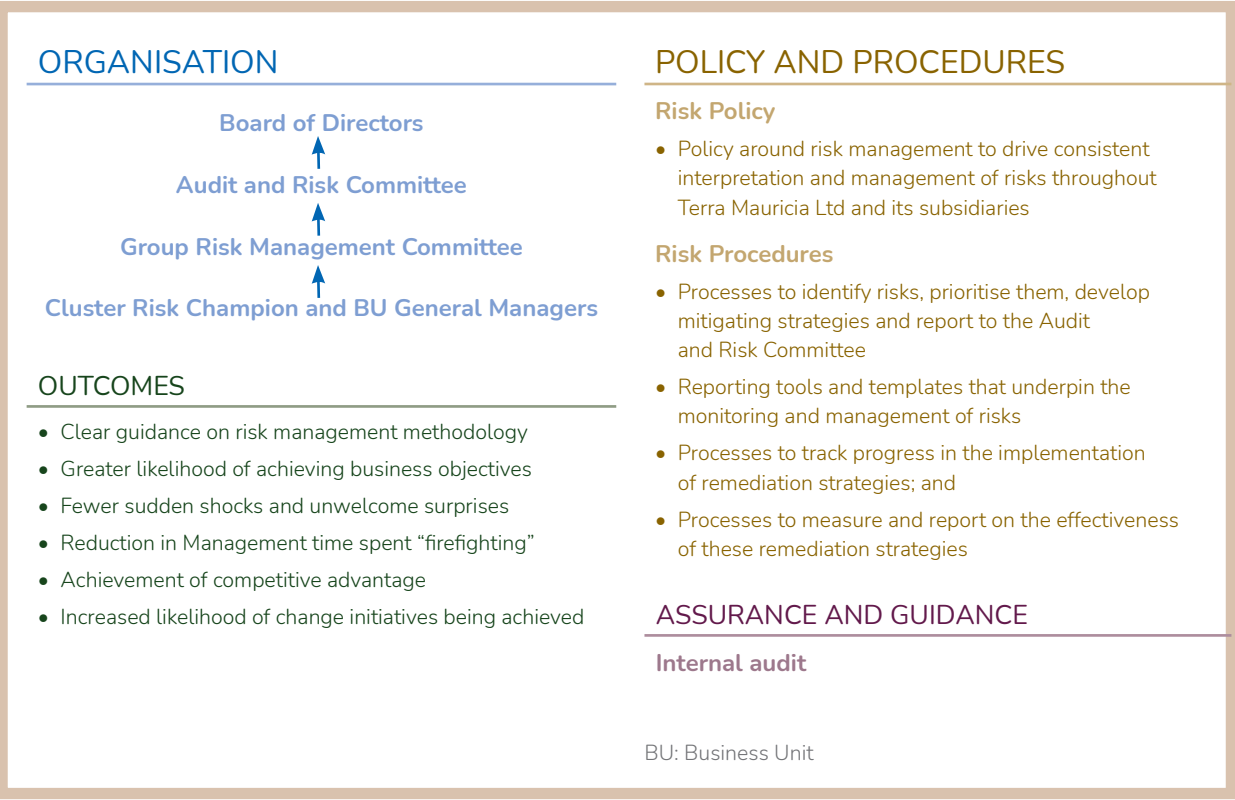 ORGANISATION
Board of Directors
Audit and Risk Committee
Group Risk Management Committee
Cluster Risk Champion and BU General Managers
OUTCOMES
• Clear guidance on risk management methodology
• Greater likelihood of achieving business objectives
• Fewer sudden shocks and unwelcome surprises
• Reduction in Management time spent “firefighting”
• Achievement of competitive advantage
• Increased likelihood of change initiatives being achieved
POLICY AND PROCEDURES
Risk Policy
• Policy around risk management to drive consistent
interpretation and management of risks throughout
Terra Mauricia Ltd and its subsidiaries
Risk Procedures
• Processes to identify risks, prioritise them, develop
mitigating strategies and report to the Audit
and Risk Committee
• Reporting tools and templates that underpin the
monitoring and management of risks
• Processes to track progress in the implementation
of remediation strategies; and
• Processes to measure and report on the effectiveness
of these remediation strategies
ASSURANCE AND GUIDANCE
Internal audit
BU: Business Unit